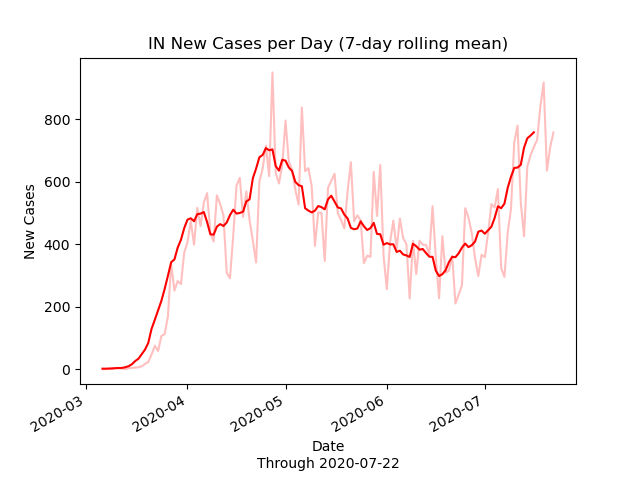 IN New Cases per Day (7-day rolling mean)
New Cases
800
600
400
200
0
2020-03
2020-04
2020-05
2020-06
2020-07
Date
Through 2020-07-22